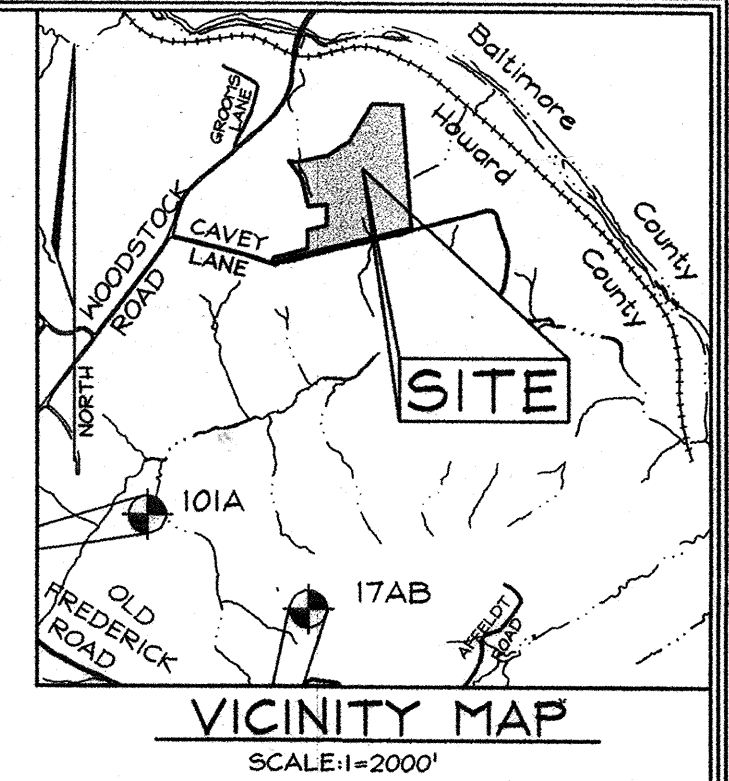 Baltimore
Howard
County
County
GROOMS
LANE
WOODSTOCK
ROAD
CAVEY
LANE
SITE
NORTH
101A
17AB
OLD
FREDERICK
ROAD
AFFELDT
ROAD
VICINITY MAP
SCALE:1=2000'